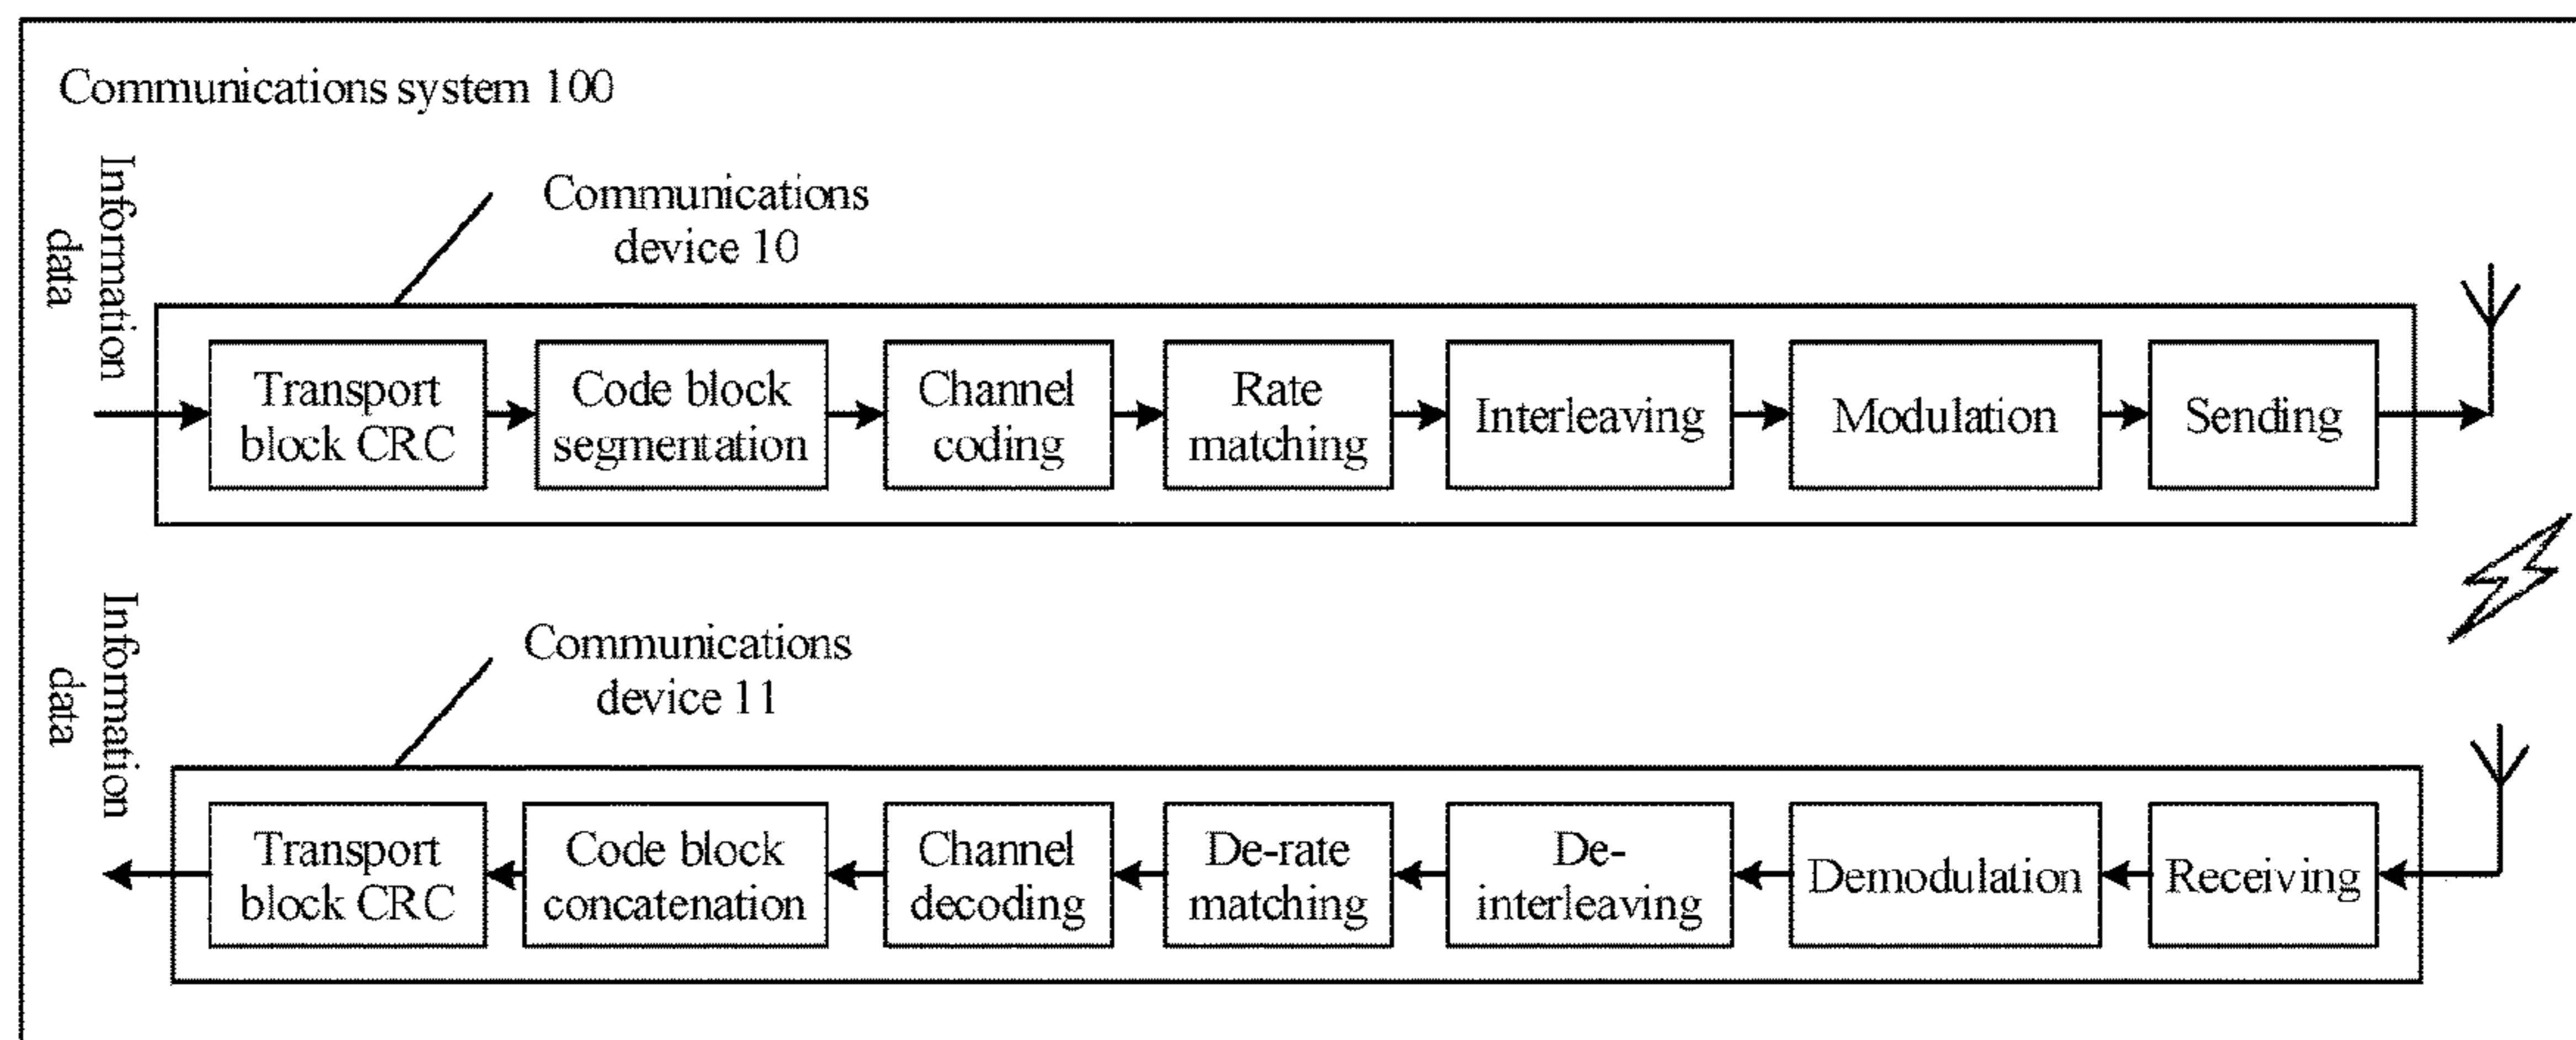 Communications system 100
Information
data
Communications
device 10
Transport
block CRC
Code block
segmentation
Channel
coding
Rate
matching
Interleaving
Modulation
Sending
Information
data
Communications
device 11
Transport
block CRC
Code block
concatenation
Channel
decoding
De-rate
matching
De-
interleaving
Demodulation
Receiving